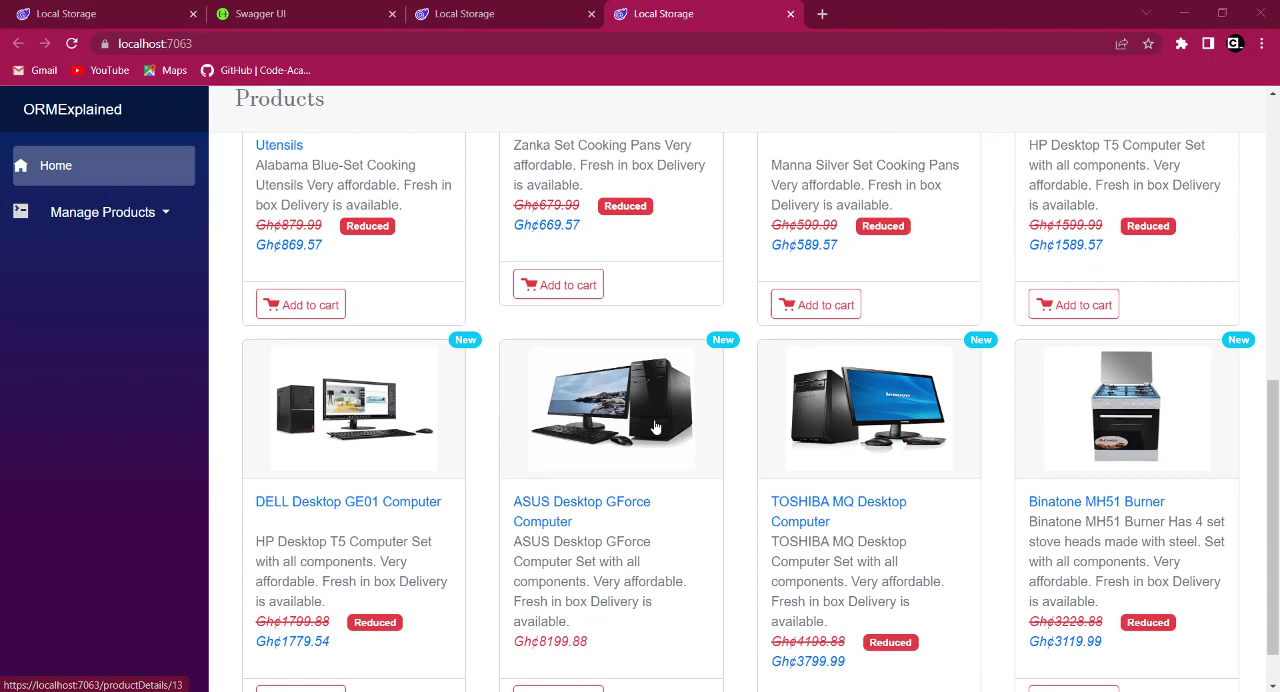 Local Storage
Swagger UI
Local Storage
Local Storage
localhost:7063
Gmail
YouTube
Maps
GitHub | Code-Aca...
ORMExplained
Home
Manage Products
Products
Utensils
Alabama Blue-Set Cooking
Utensils Very affordable. Fresh in
box Delivery is available.
Gh₵879.99 Reduced
Gh₵869.57
Add to cart
Zanka Set Cooking Pans Very
affordable. Fresh in box Delivery
is available.
Gh₵679.99 Reduced
Gh₵669.57
Add to cart
Manna Silver Set Cooking Pans
Very affordable. Fresh in box
Delivery is available.
Gh₵599.99 Reduced
Gh₵589.57
Add to cart
HP Desktop T5 Computer Set
with all components. Very
affordable. Fresh in box Delivery
is available.
Gh₵1599.99 Reduced
Gh₵1589.57
Add to cart
New
DELL Desktop GE01 Computer
HP Desktop T5 Computer Set
with all components. Very
affordable. Fresh in box Delivery
is available.
Gh₵1799.88 Reduced
Gh₵1779.54
New
ASUS Desktop GForce
Computer
ASUS Desktop GForce
Computer Set with all
components. Very affordable.
Fresh in box Delivery is
available.
Gh₵8199.88
New
lenovo
TOSHIBA MQ Desktop
Computer
TOSHIBA MQ Desktop
Computer Set with all
components. Very affordable.
Fresh in box Delivery is
available.
Gh₵4198.88 Reduced
Gh₵3799.99
New
Binatone MH51 Burner
Binatone MH51 Burner Has 4 set
stove heads made with steel. Set
with all components. Very
affordable. Fresh in box Delivery
is available.
Gh₵3228.88 Reduced
Gh₵3119.99
https://localhost:7063/productDetails/13